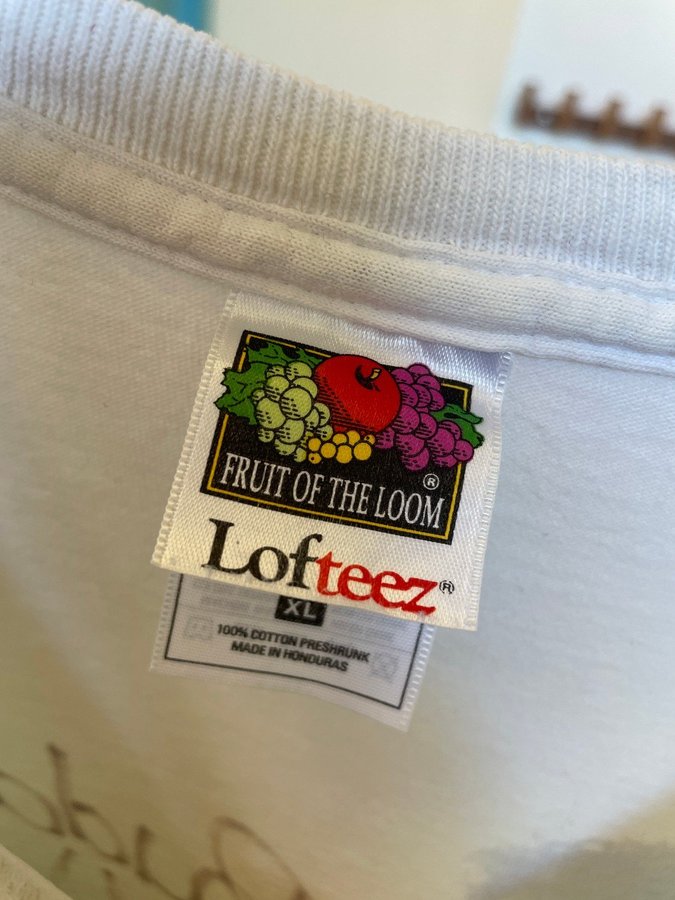 ®
FRUIT OF THE LOOM
Lofteez®
XL
100% COTTON PRESHRUNK
MADE IN HONDURAS